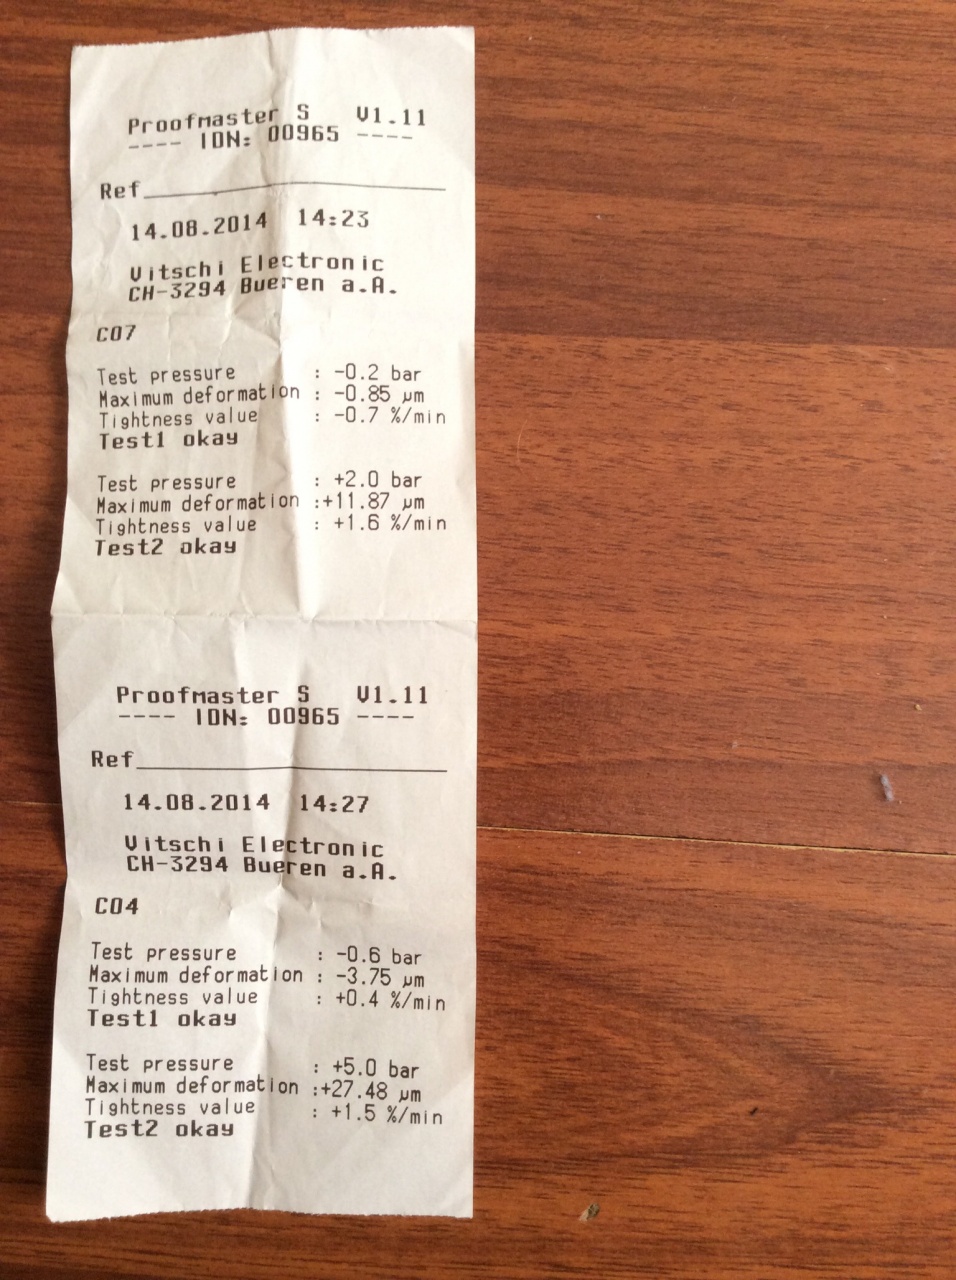 Proofmaster S V1.11
---- IDN: 00965 ----
Ref
14.08.2014 14:23
Witschi Electronic
CH-3294 Bueren a.A.
C07
Test pressure : -0.2 bar
Maximum deformation : -0.85 µm
Tightness value : -0.7 %/min
Test1 okay
Test pressure : +2.0 bar
Maximum deformation :+11.87 µm
Tightness value : +1.6 %/min
Test2 okay
Proofmaster S V1.11
---- IDN: 00965 ----
Ref
14.08.2014 14:27
Witschi Electronic
CH-3294 Bueren a.A.
C04
Test pressure : -0.6 bar
Maximum deformation : -3.75 µm
Tightness value : +0.4 %/min
Test1 okay
Test pressure : +5.0 bar
Maximum deformation :+27.48 µm
Tightness value : +1.5 %/min
Test2 okay